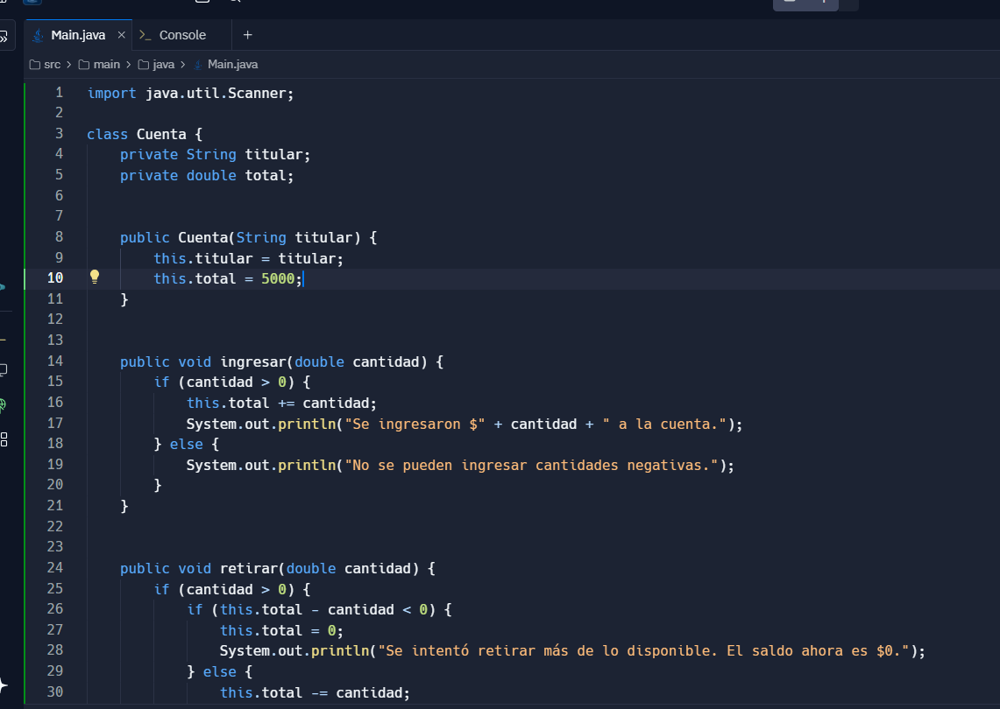 Main.java × >_ Console +
src > main > java > Main.java
1 import java.util.Scanner;
2
3 class Cuenta {
4 private String titular;
5 private double total;
6
7
8 public Cuenta(String titular) {
9 this.titular = titular;
10 this.total = 5000;
11 }
12
13
14 public void ingresar(double cantidad) {
15 if (cantidad > 0) {
16 this.total += cantidad;
17 System.out.println("Se ingresaron $" + cantidad + " a la cuenta.");
18 } else {
19 System.out.println("No se pueden ingresar cantidades negativas.");
20 }
21 }
22
23
24 public void retirar(double cantidad) {
25 if (cantidad > 0) {
26 if (this.total - cantidad < 0) {
27 this.total = 0;
28 System.out.println("Se intentó retirar más de lo disponible. El saldo ahora es $0.");
29 } else {
30 this.total -= cantidad;